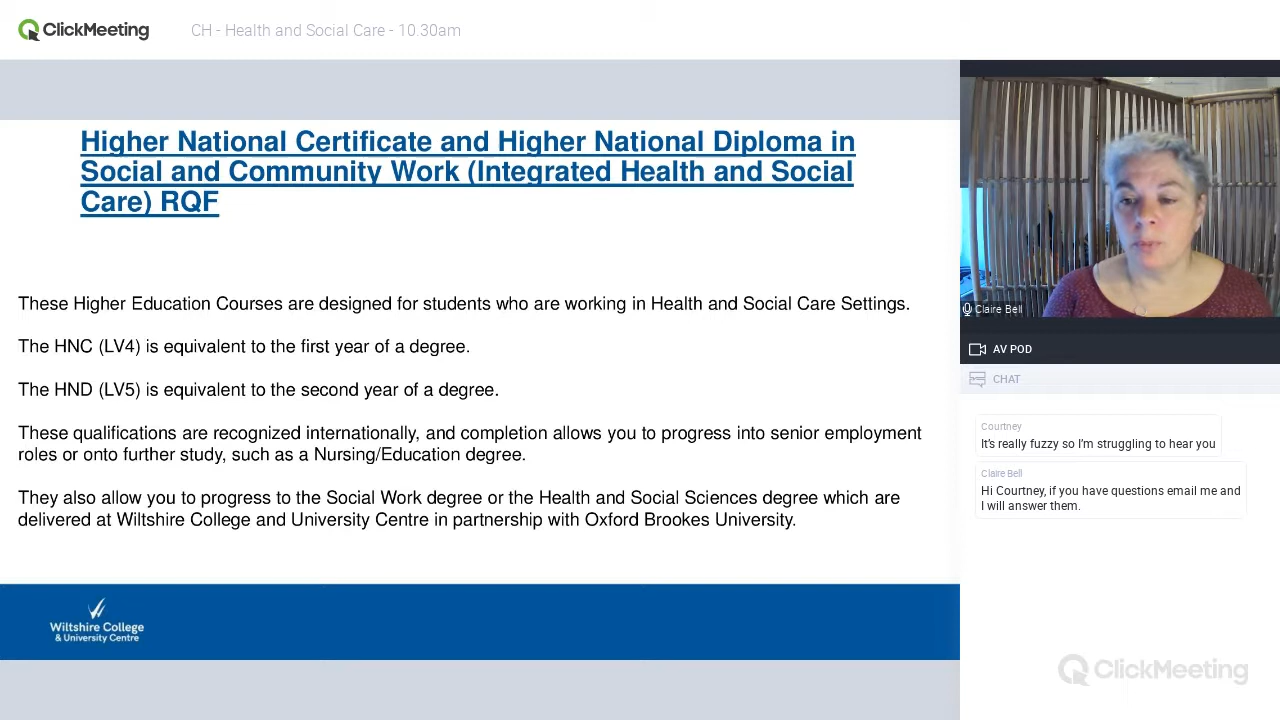 ClickMeeting
CH - Health and Social Care - 10.30am
Higher National Certificate and Higher National Diploma in
Social and Community Work (Integrated Health and Social
Care) RQF
These Higher Education Courses are designed for students who are working in Health and Social Care Settings.
The HNC (LV4) is equivalent to the first year of a degree.
The HND (LV5) is equivalent to the second year of a degree.
These qualifications are recognized internationally, and completion allows you to progress into senior employment
roles or onto further study, such as a Nursing/Education degree.
They also allow you to progress to the Social Work degree or the Health and Social Sciences degree which are
delivered at Wiltshire College and University Centre in partnership with Oxford Brookes University.
Wiltshire College
& University Centre
Claire Bell
AV POD
CHAT
Courtney
It's really fuzzy so I'm struggling to hear you
Claire Bell
Hi Courtney, if you have questions email me and
I will answer them.
ClickMeeting